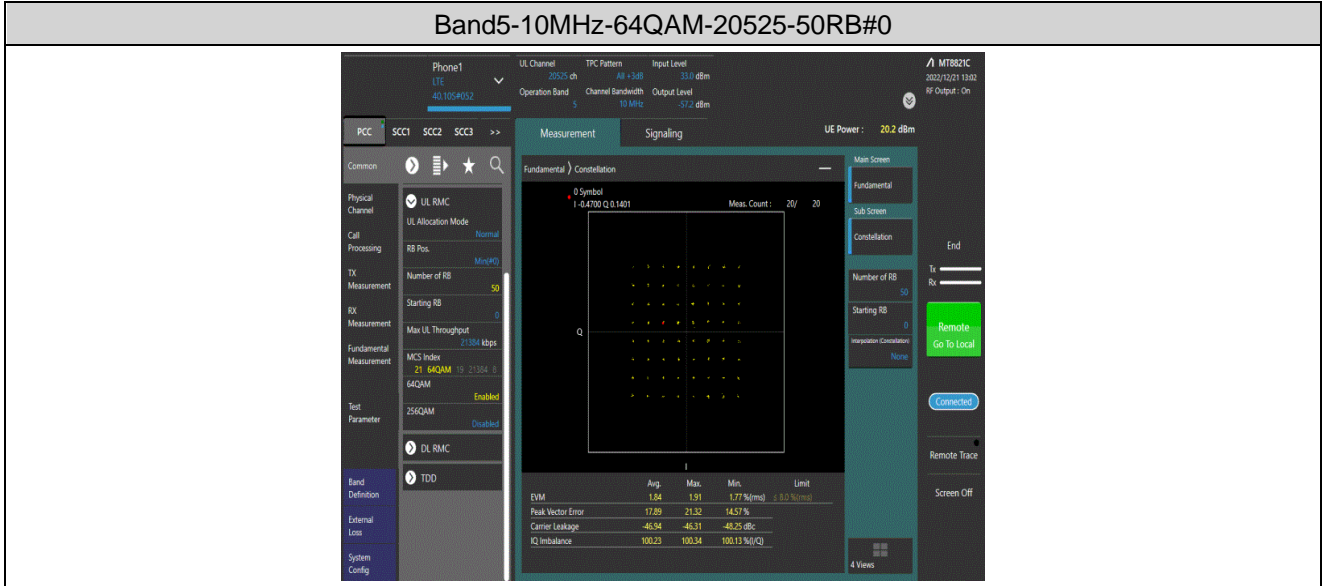 Band5-10MHz-64QAM-20525-50RB#0
Phone1
LTE
40.105#052
UL Channel TPC Pattern Input Level
20525 ch All +3dB 33.0 dBm
Operation Band Channel Bandwidth Output Level
5 10 MHz -57.2 dBm
MT8821C
2022/12/21 13:02
RF Output : On
PCC SCC1 SCC2 SCC3 >>
Measurement Signaling
UE Power : 20.2 dBm
Common
Physical
Channel
Call
Processing
TX
Measurement
RX
Measurement
Fundamental
Measurement
Test
Parameter
Band
Definition
External
Loss
System
Config
UL RMC
UL Allocation Mode
Normal
RB Pos.
Min(#0)
Number of RB
50
Starting RB
0
Max UL Throughput
21384 kbps
MCS Index
21 64QAM 19 21384 8
64QAM
Enabled
256QAM
Disabled
DL RMC
TDD
Fundamental Constellation
0 Symbol
I -0.4700 Q 0.1401 Meas. Count : 20/ 20
Q
I
Avg. Max. Min. Limit
EVM 1.84 1.91 1.77 %(rms) ≤ 8.0 %(rms)
Peak Vector Error 17.89 21.32 14.57 %
Carrier Leakage -46.94 -46.31 -48.25 dBc
IQ Imbalance 100.23 100.34 100.13 %(I/Q)
Main Screen
Fundamental
Sub Screen
Constellation
Number of RB
50
Starting RB
0
Interpolation (Constellation)
None
4 Views
End
Tx
Rx
Remote
Go To Local
Connected
Remote Trace
Screen Off